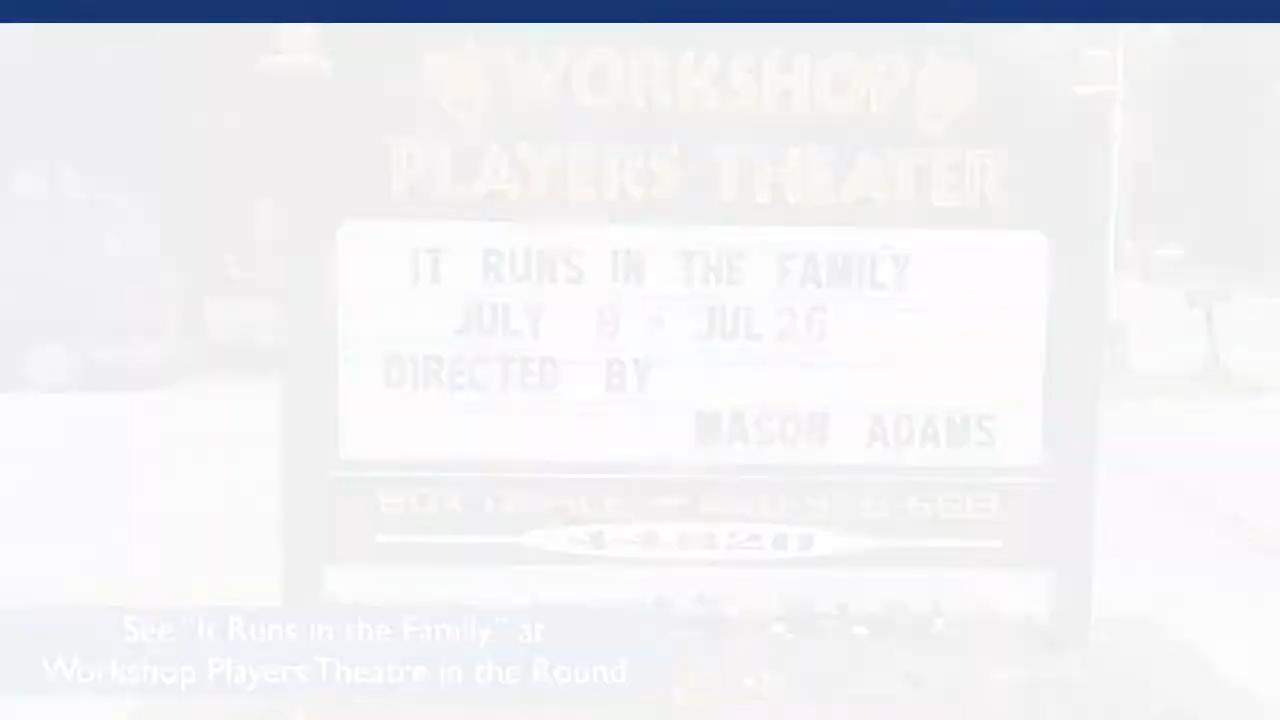 WORKSHOP
PLAYERS THEATER
IT RUNS IN THE FAMILY
JULY 9 - JUL 26
DIRECTED BY
MASON ADAMS
44820
See "It Runs in the Family" at
Workshop Players Theatre in the Round